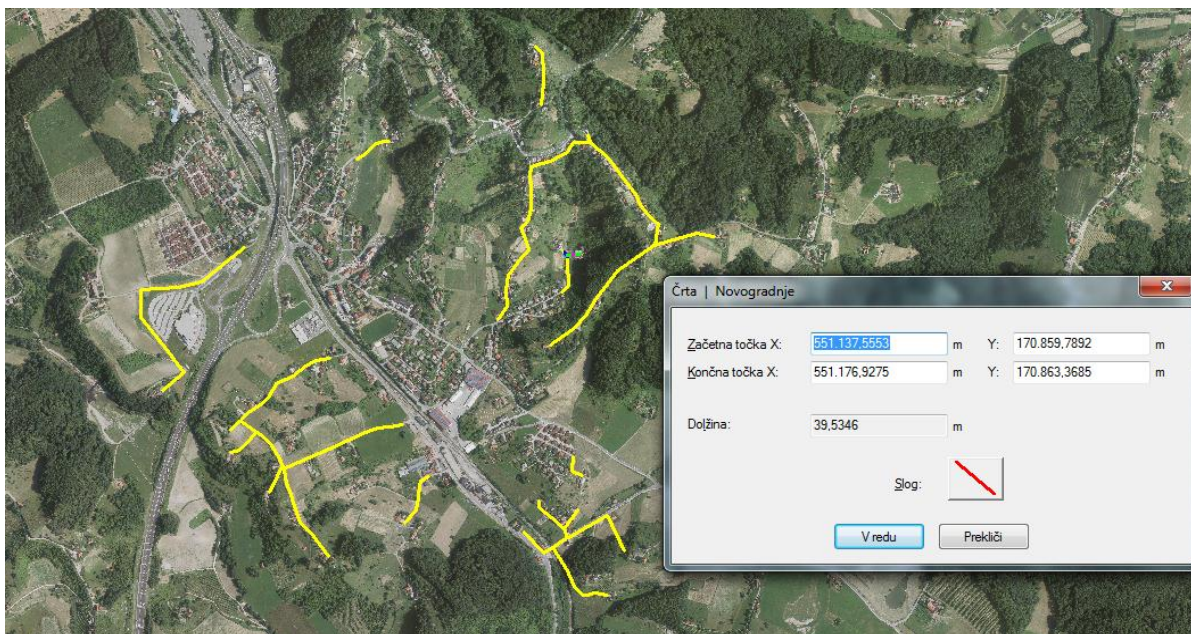 Črta | Novogradnje
Začetna točka X: 551.137,5553 m Y: 170.859,7892 m
Končna točka X: 551.176,9275 m Y: 170.863,3685 m
Dolžina: 39,5346 m
Slog:
V redu Prekliči